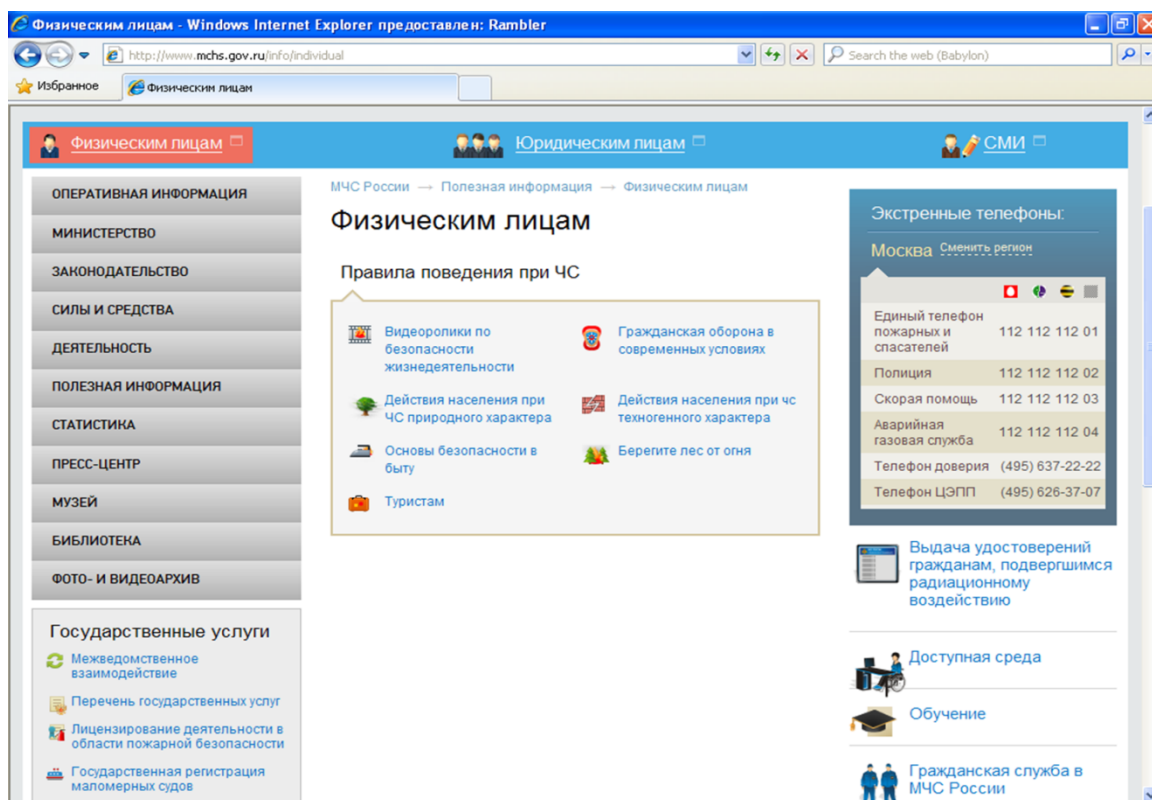 Физическим лицам - Windows Internet Explorer предоставлен: Rambler
http://www.mchs.gov.ru/info/individual
Search the web (Babylon)
Избранное
Физическим лицам
Физическим лицам
Юридическим лицам
СМИ
ОПЕРАТИВНАЯ ИНФОРМАЦИЯ
МИНИСТЕРСТВО
ЗАКОНОДАТЕЛЬСТВО
СИЛЫ И СРЕДСТВА
ДЕЯТЕЛЬНОСТЬ
ПОЛЕЗНАЯ ИНФОРМАЦИЯ
СТАТИСТИКА
ПРЕСС-ЦЕНТР
МУЗЕЙ
БИБЛИОТЕКА
ФОТО- И ВИДЕОАРХИВ
Государственные услуги
Межведомственное
взаимодействие
Перечень государственных услуг
Лицензирование деятельности в
области пожарной безопасности
Государственная регистрация
маломерных судов
МЧС России → Полезная информация → Физическим лицам
Физическим лицам
Правила поведения при ЧС
Видеоролики по
безопасности
жизнедеятельности
Гражданская оборона в
современных условиях
Действия населения при
ЧС природного характера
Действия населения при чс
техногенного характера
Основы безопасности в
быту
Берегите лес от огня
Туристам
Экстренные телефоны:
Москва Сменить регион
Единый телефон
пожарных и
спасателей
112 112 112 01
Полиция 112 112 112 02
Скорая помощь 112 112 112 03
Аварийная
газовая служба
112 112 112 04
Телефон доверия (495) 637-22-22
Телефон ЦЭПП (495) 626-37-07
Выдача удостоверений
гражданам, подвергшимся
радиационному
воздействию
Доступная среда
Обучение
Гражданская служба в
МЧС России